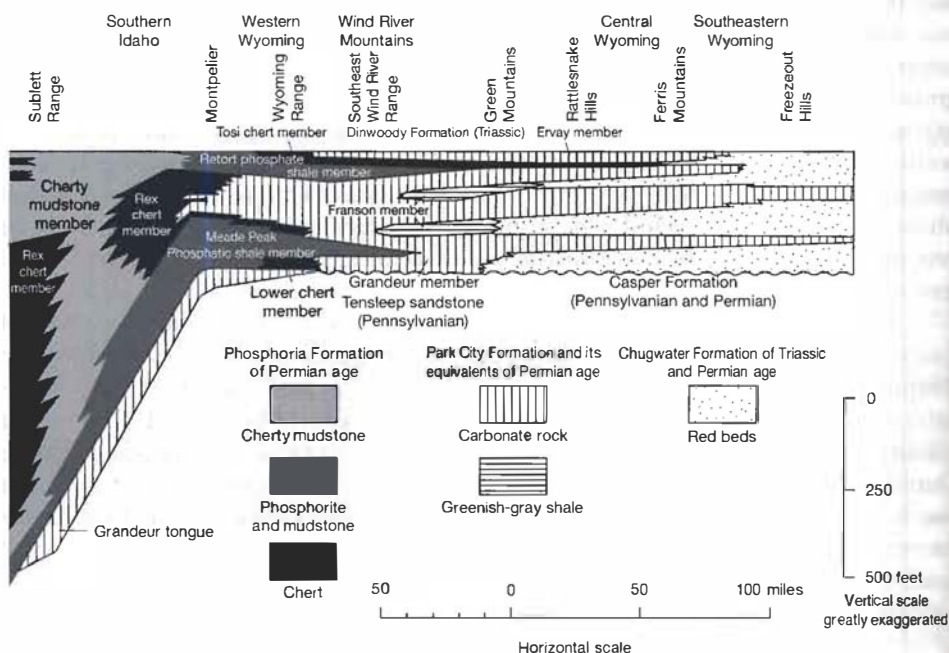 Southern
Idaho
Western
Wyoming
Wind River
Mountains
Central
Wyoming
Southeastern
Wyoming
Sublett
Range
Montpelier
Wyoming
Range
Southeast
Wind River
Range
Green
Mountains
Rattlesnake
Hills
Ferris
Mountains
Freezeout
Hills
Tosi chert member
Dinwoody Formation (Triassic)
Ervay member
Retort phosphate
shale member
Cherty
mudstone
member
Rex
chert
member
Franson member
Rex
chert
member
Meade Peak
Phosphatic shale member
Lower chert
member
Grandeur member
Tensleep sandstone
(Pennsylvanian)
Casper Formation
(Pennsylvanian and Permian)
Grandeur tongue
Phosphoria Formation
of Permian age
Cherty mudstone
Phosphorite
and mudstone
Chert
Park City Formation and its
equivalents of Permian age
Carbonate rock
Greenish-gray shale
Chugwater Formation of Triassic
and Permian age
Red beds
0
250
500 feet
Vertical scale
greatly exaggerated
50 0 100 miles
Horizontal scale